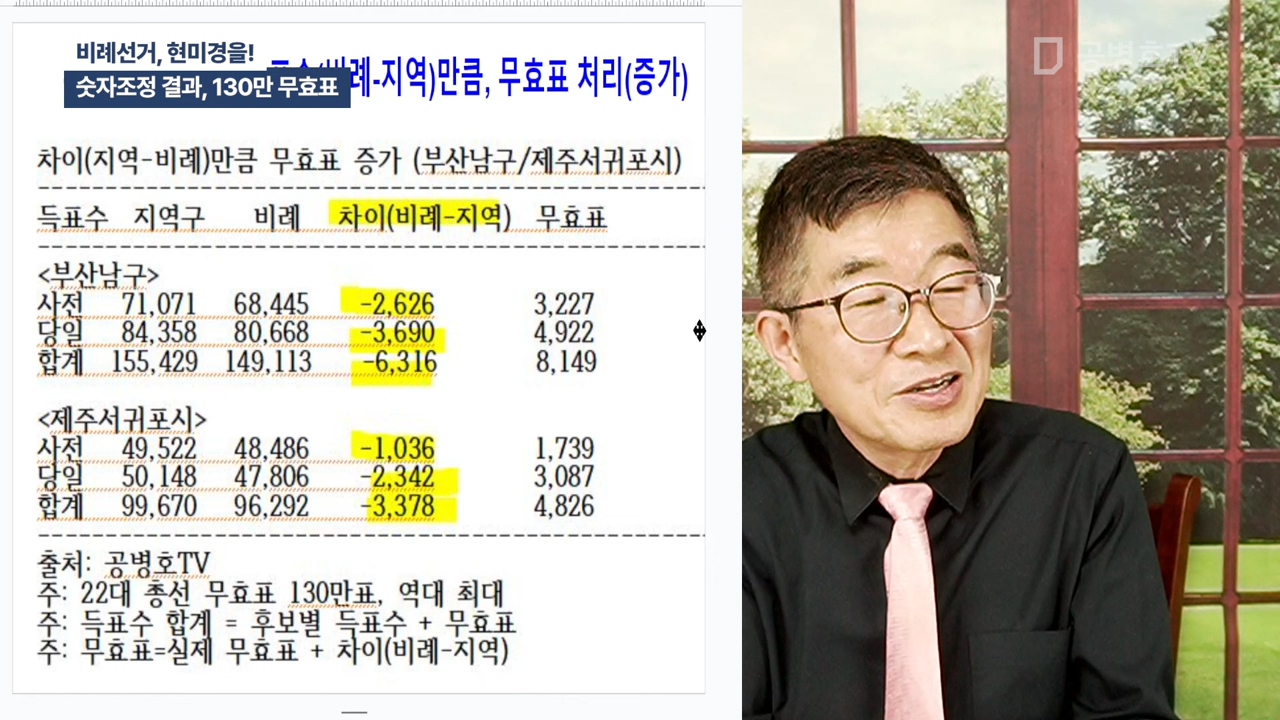 비례선거, 현미경을!
숫자조정 결과, 130만 무효표
례-지역)만큼, 무효표 처리(증가)
공병호TV
차이(지역-비례)만큼 무효표 증가 (부산남구/제주서귀포시)
득표수 지역구 비례 차이(비례-지역) 무효표
<부산남구>
사전 71,071 68,445 -2,626 3,227
당일 84,358 80,668 -3,690 4,922
합계 155,429 149,113 -6,316 8,149
<제주서귀포시>
사전 49,522 48,486 -1,036 1,739
당일 50,148 47,806 -2,342 3,087
합계 99,670 96,292 -3,378 4,826
출처: 공병호TV
주: 22대 총선 무효표 130만표, 역대 최대
주: 득표수 합계 = 후보별 득표수 + 무효표
주: 무효표=실제 무효표 + 차이(비례-지역)